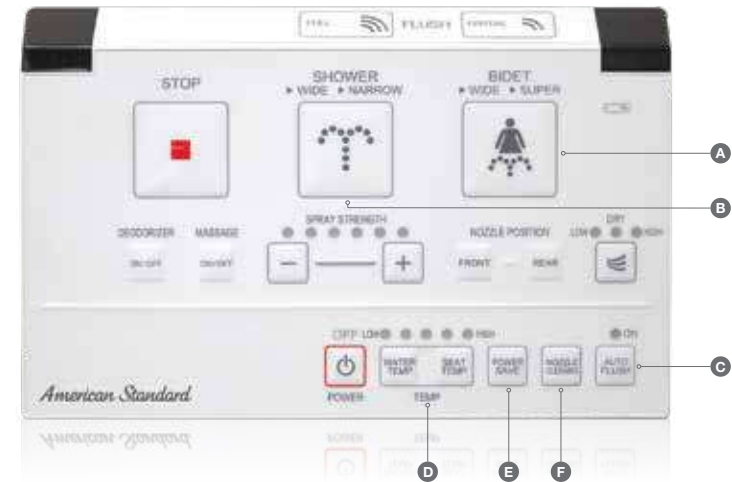 FULL FLUSH PARTIAL
STOP
SHOWER
▸ WIDE ▸ NARROW
BIDET
▸ WIDE ▸ SUPER
A
B
DEODORIZER
ON/OFF
MASSAGE
ON/OFF
SPRAY STRENGTH
− +
NOZZLE POSITION
FRONT REAR
DRY
LOW HIGH
OFF LOW HIGH
ON
WATER TEMP
SEAT TEMP
POWER SAVE
AUTO FLUSH
C
American Standard
POWER
TEMP
D
E
F